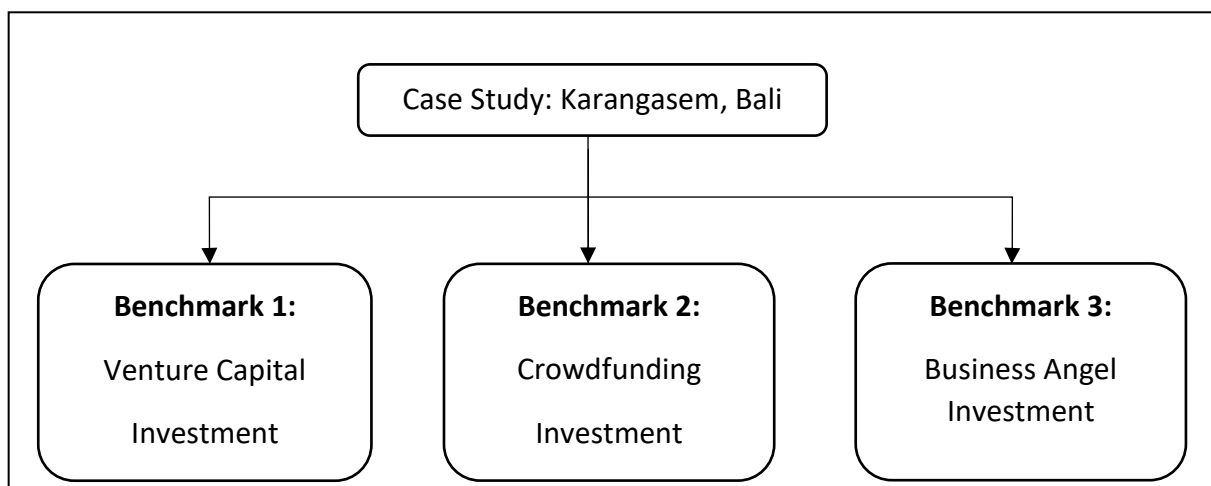 Case Study: Karangasem, Bali
Benchmark 1:
Venture Capital
Investment
Benchmark 2:
Crowdfunding
Investment
Benchmark 3:
Business Angel
Investment